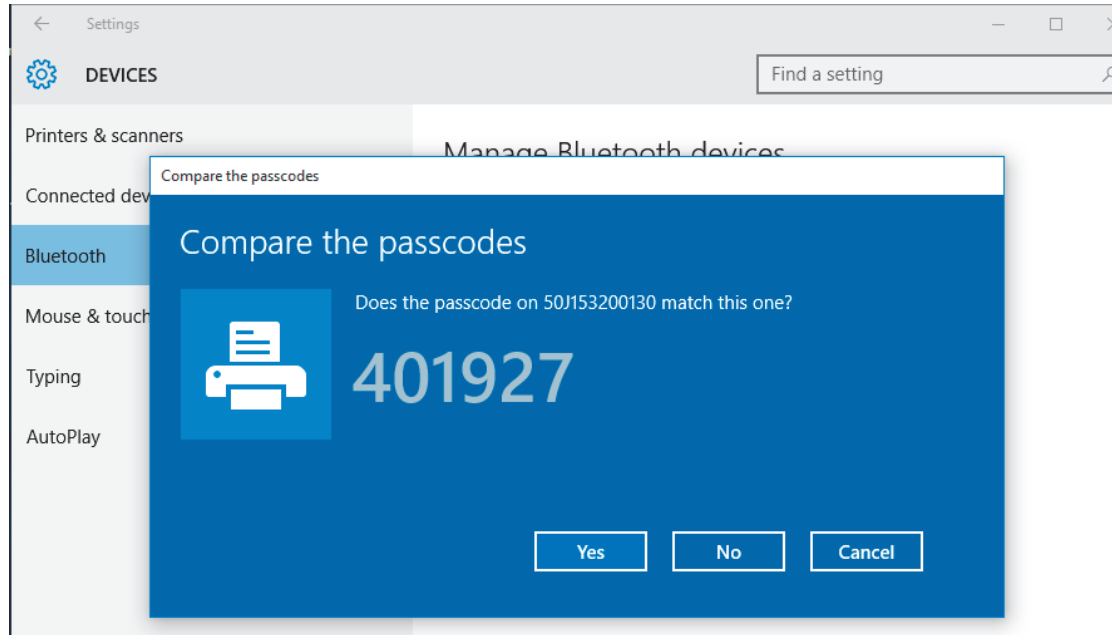 Settings
DEVICES
Find a setting
Printers & scanners
Manage Bluetooth devices
Compare the passcodes
Connected dev
Compare the passcodes
Bluetooth
Does the passcode on 50J153200130 match this one?
Mouse & touch
401927
Typing
AutoPlay
Yes No Cancel